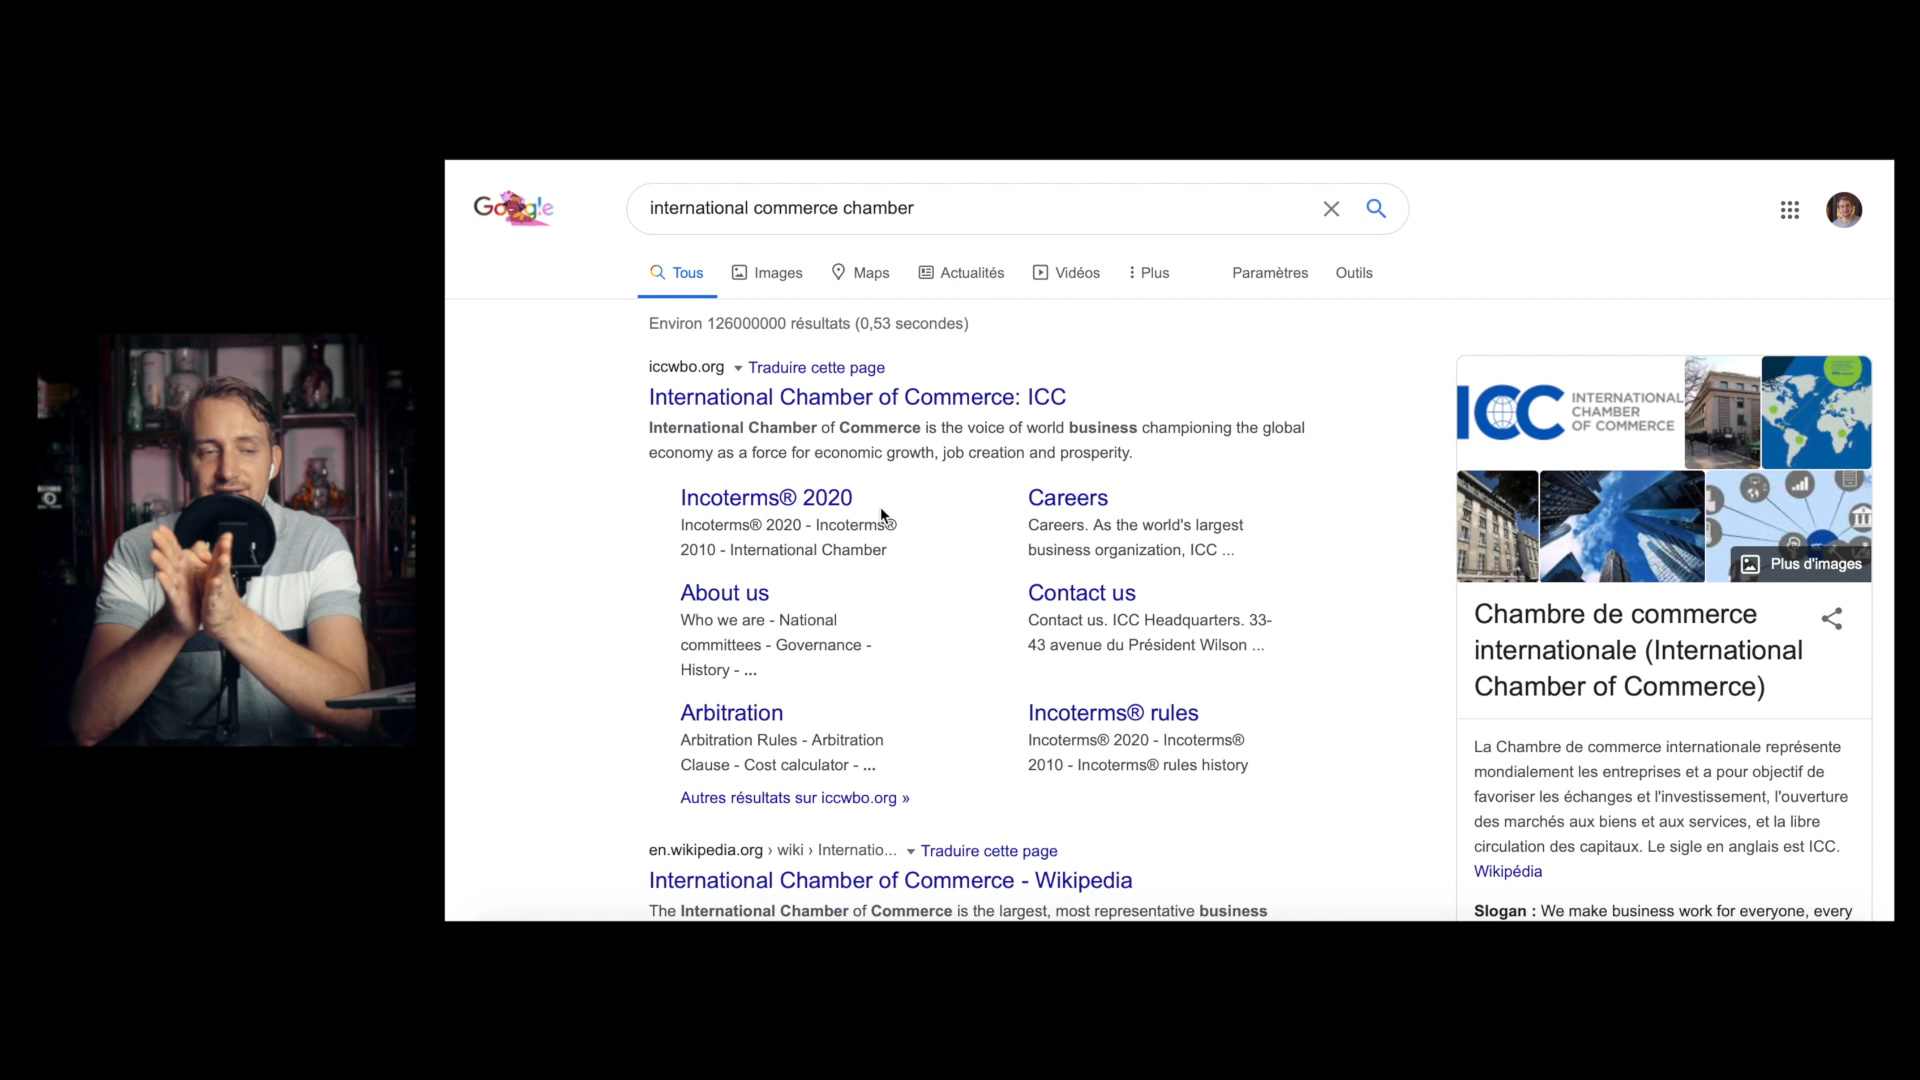 Google
international commerce chamber
Tous
Images
Maps
Actualités
Vidéos
Plus
Paramètres
Outils
Environ 126000000 résultats (0,53 secondes)
iccwbo.org
Traduire cette page
International Chamber of Commerce: ICC
International Chamber of Commerce is the voice of world business championing the global
economy as a force for economic growth, job creation and prosperity.
Incoterms® 2020
Incoterms® 2020 - Incoterms®
2010 - International Chamber
Careers
Careers. As the world's largest
business organization, ICC ...
About us
Who we are - National
committees - Governance -
History - ...
Contact us
Contact us. ICC Headquarters. 33-
43 avenue du Président Wilson ...
Arbitration
Arbitration Rules - Arbitration
Clause - Cost calculator - ...
Incoterms® rules
Incoterms® 2020 - Incoterms®
2010 - Incoterms® rules history
Autres résultats sur iccwbo.org »
en.wikipedia.org › wiki › Internatio...
Traduire cette page
International Chamber of Commerce - Wikipedia
The International Chamber of Commerce is the largest, most representative business
ICC
INTERNATIONAL
CHAMBER
OF COMMERCE
Plus d'images
Chambre de commerce
internationale (International
Chamber of Commerce)
La Chambre de commerce internationale représente
mondialement les entreprises et a pour objectif de
favoriser les échanges et l'investissement, l'ouverture
des marchés aux biens et aux services, et la libre
circulation des capitaux. Le sigle en anglais est ICC.
Wikipédia
Slogan : We make business work for everyone, every